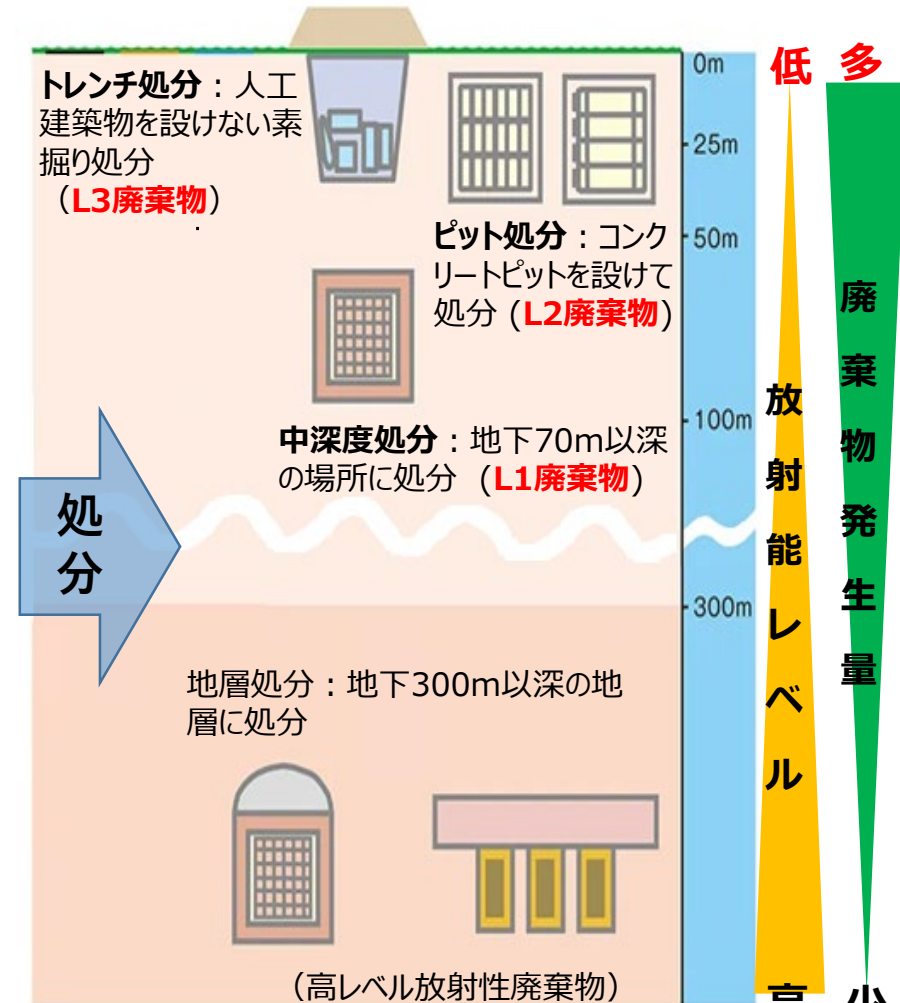 トレンチ処分：人工
建築物を設けない素
掘り処分
（L3廃棄物）
ピット処分：コンク
リートピットを設けて
処分 (L2廃棄物)
中深度処分：地下70m以深
の場所に処分 (L1廃棄物)
処
分
地層処分：地下300m以深の地
層に処分
（高レベル放射性廃棄物）
0m
25m
50m
100m
300m
低
放
射
能
レ
ベ
ル
高
多
廃
棄
物
発
生
量
少